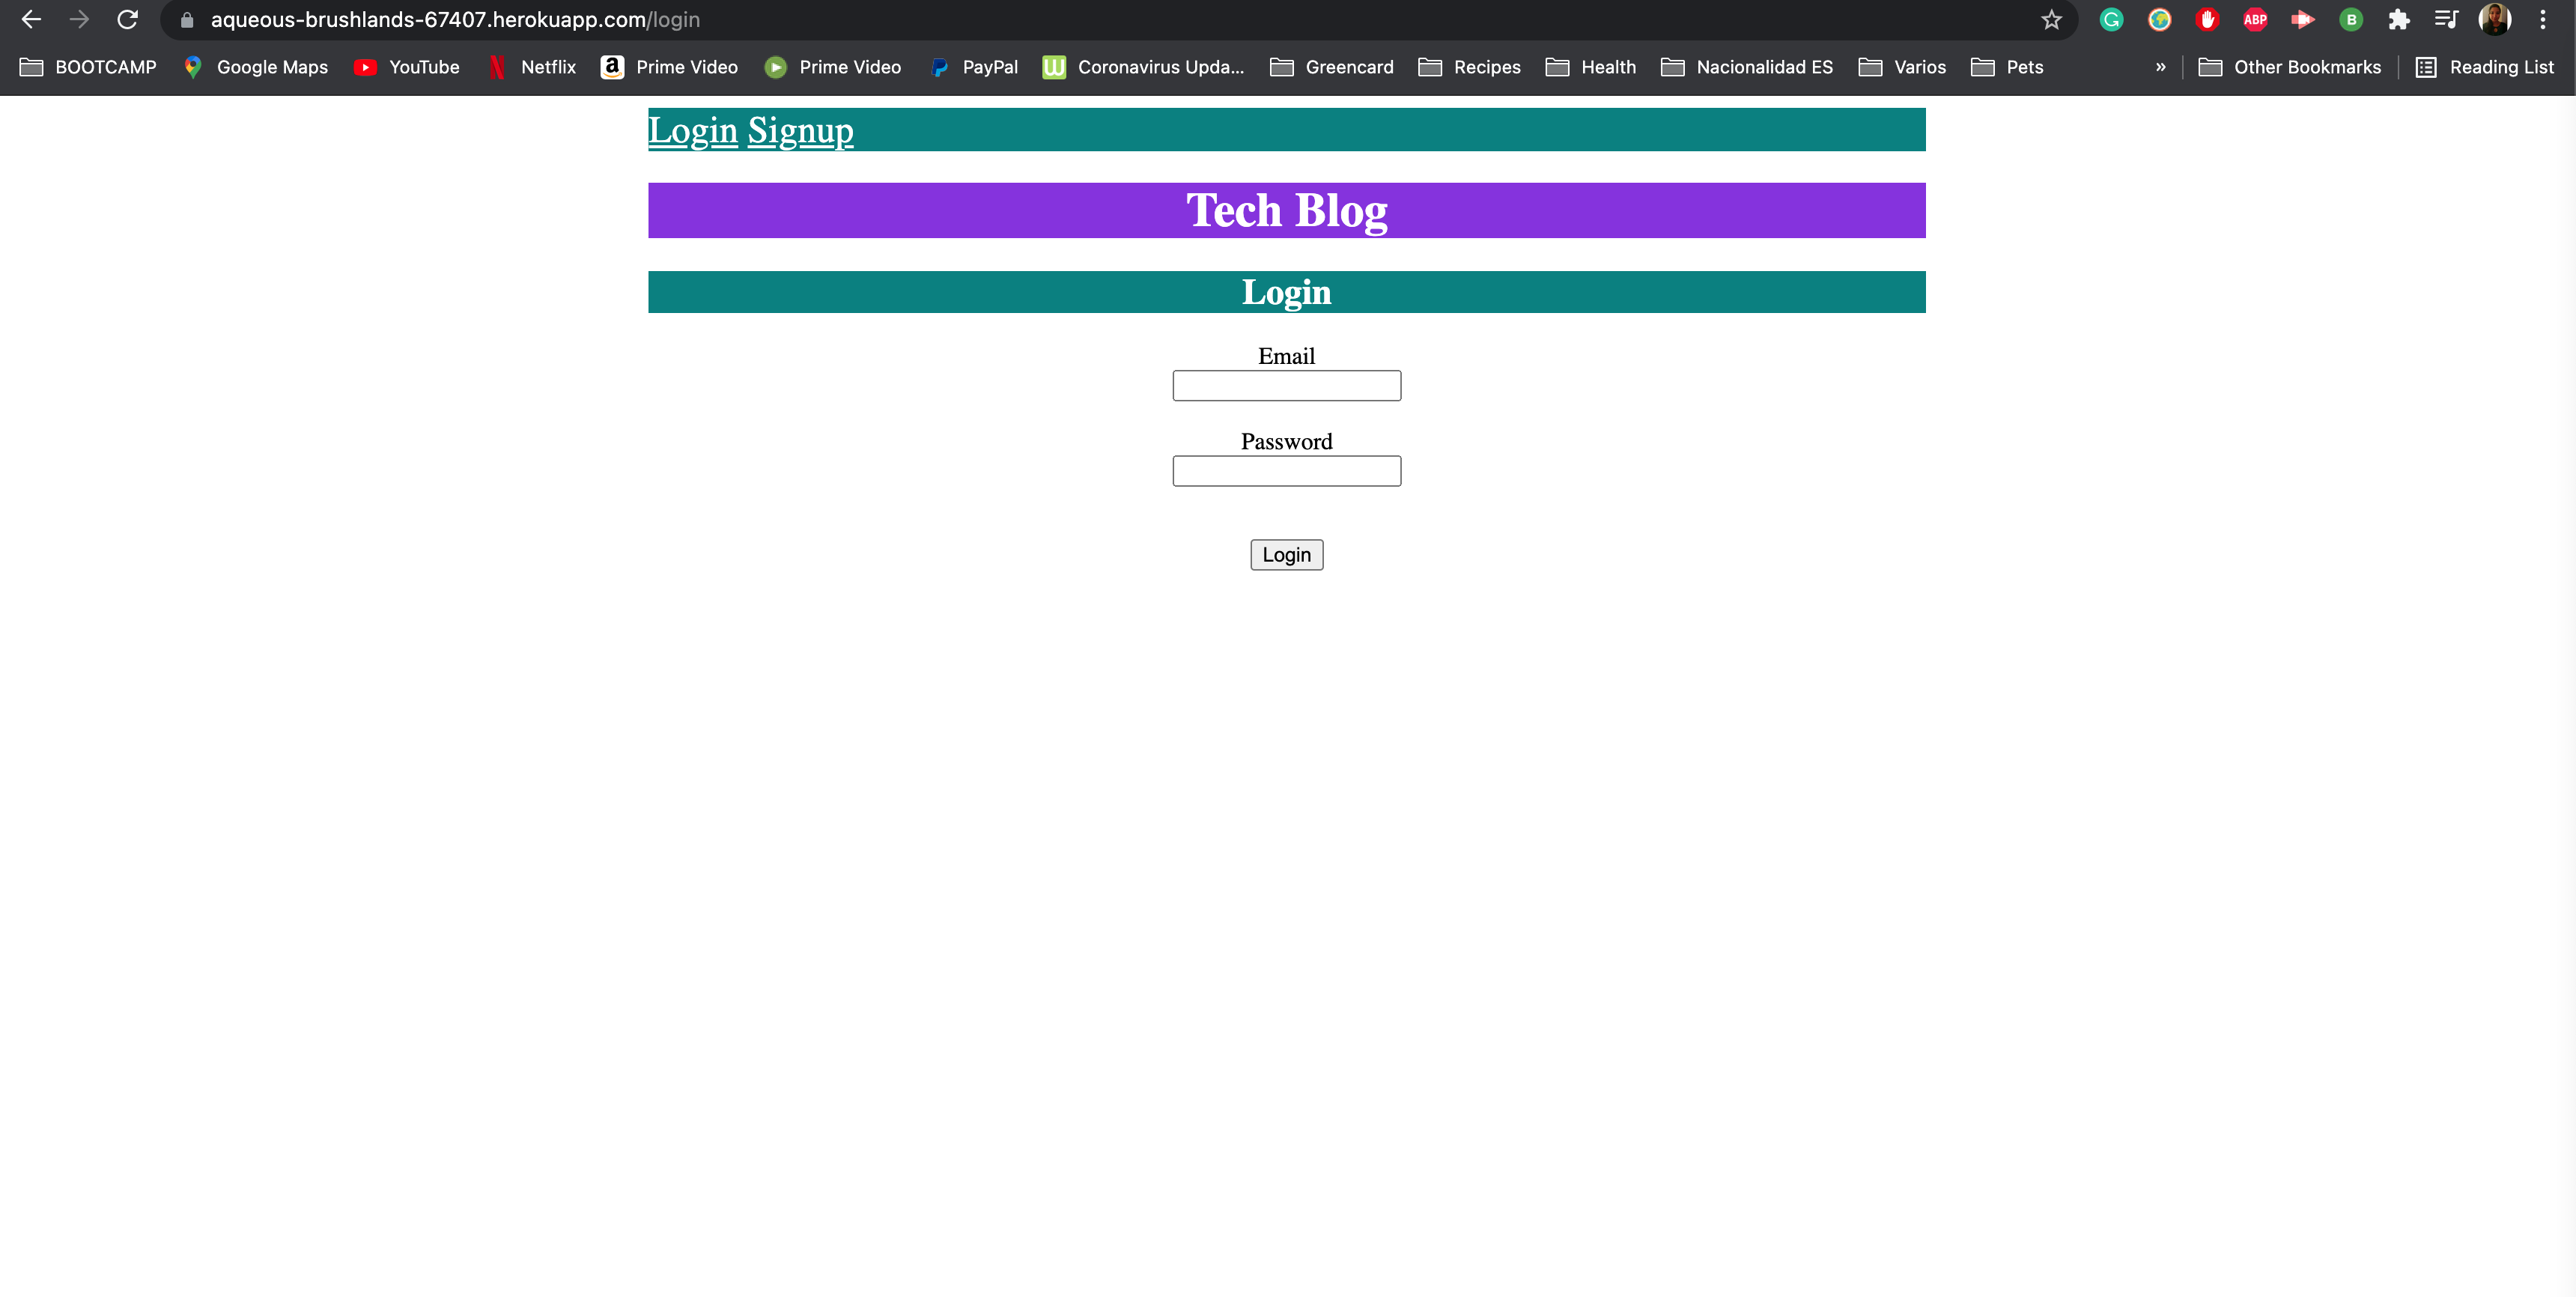 aqueous-brushlands-67407.herokuapp.com/login
ABP
B
BOOTCAMP Google Maps YouTube Netflix Prime Video Prime Video PayPal Coronavirus Upda... Greencard Recipes Health Nacionalidad ES Varios Pets » Other Bookmarks Reading List
Login Signup
Tech Blog
Login
Email
Password
Login